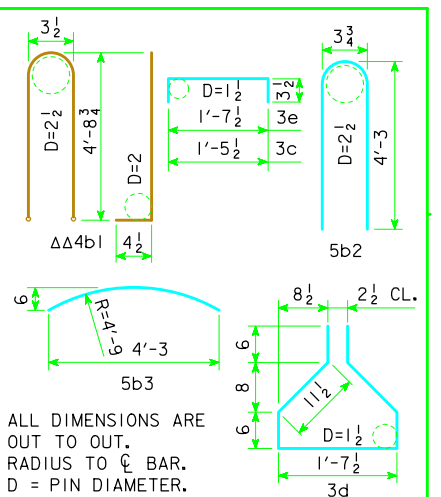 3 1/2
D=2 1/2
4'-8 3/4
D=2
4 1/2
ΔΔ4b1
D=1 1/2
3 1/2
1'-7 1/2 3e
1'-5 1/2 3c
3 3/4
D=2 1/2
4'-3
5b2
6
R=4'-9
4'-3
5b3
8 1/2
2 1/2 CL.
6
8
11 1/2
6
D=1 1/2
1'-7 1/2
3d
ALL DIMENSIONS ARE
OUT TO OUT.
RADIUS TO ℄ BAR.
D = PIN DIAMETER.